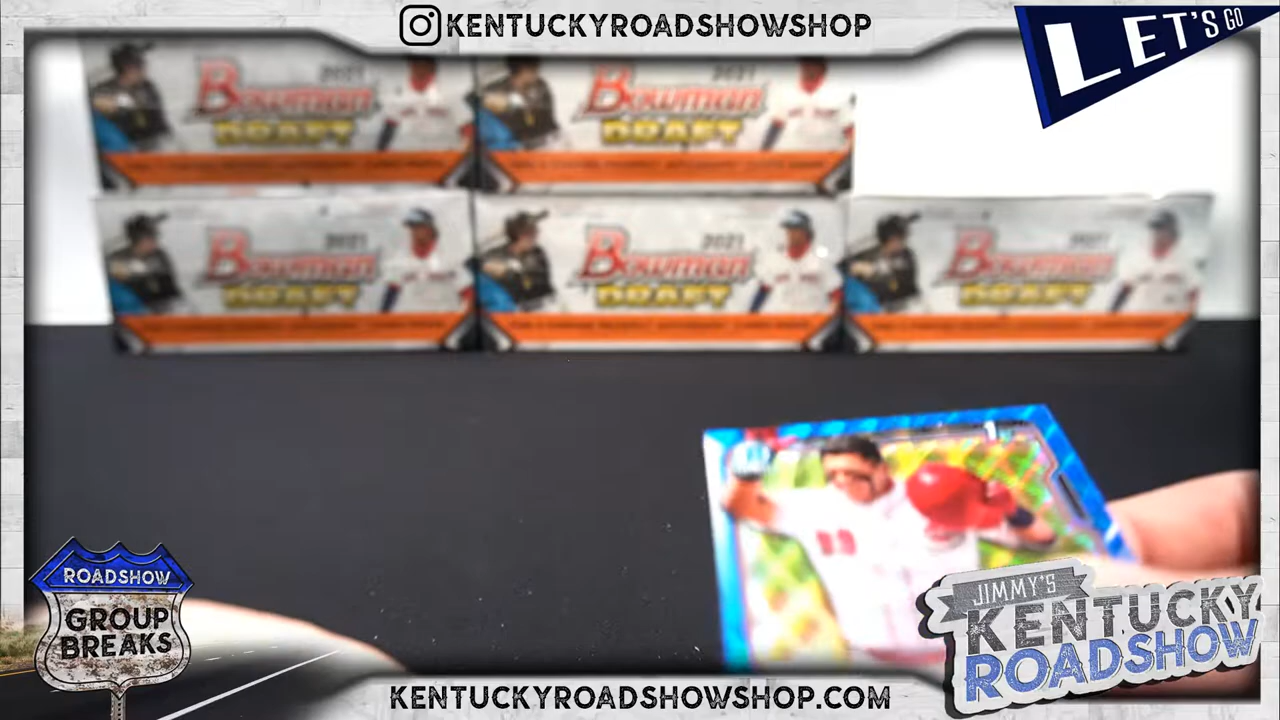 KENTUCKYROADSHOWSHOP
LET'S GO
2021
Bowman
DRAFT
2021
Bowman
DRAFT
2021
Bowman
DRAFT
2021
Bowman
DRAFT
2021
Bowman
DRAFT
ROADSHOW
GROUP
BREAKS
JIMMY'S
KENTUCKY
ROADSHOW
KENTUCKYROADSHOWSHOP.COM